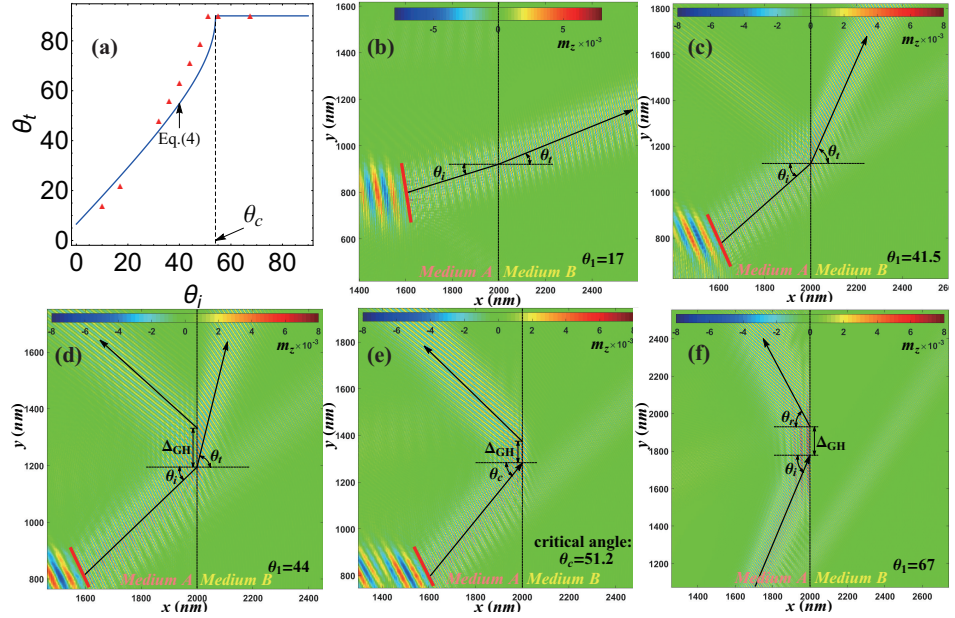 (a)
80
60
40
20
0
θt
Eq.(4)
θc
0 20 40 60 80
θi
(b)
-5 0 5
mz×10⁻³
1400
1200
1000
800
600
y (nm)
θi
θt
Medium A Medium B
θ1=17
1400 1600 1800 2000 2200 2400
x (nm)
(c)
-8 -6 -4 -2 0 2 4 6 8
mz×10⁻³
1600
1400
1200
1000
800
y (nm)
θi
θt
Medium A Medium B
θ1=41.5
1400 1600 1800 2000 2200 2400
x (nm)
(d)
-8 -6 -4 -2 0 2 4 6 8
mz×10⁻³
1600
1400
1200
1000
800
y (nm)
ΔGH
θi
θt
Medium A Medium B
θ1=44
1600 1800 2000 2200 2400
x (nm)
(e)
-8 -6 -4 -2 0 2 4 6 8
mz×10⁻³
1800
1600
1400
1200
1000
800
y (nm)
ΔGH
θc
critical angle:
θc=51.2
Medium A Medium B
1400 1600 1800 2000 2200 2400
x (nm)
(f)
-8 -6 -4 -2 0 2 4 6 8
mz×10⁻³
2400
2200
2000
1800
1600
1400
1200
y (nm)
θr
ΔGH
θi
Medium A Medium B
θ1=67
1400 1600 1800 2000 2200 2400
x (nm)